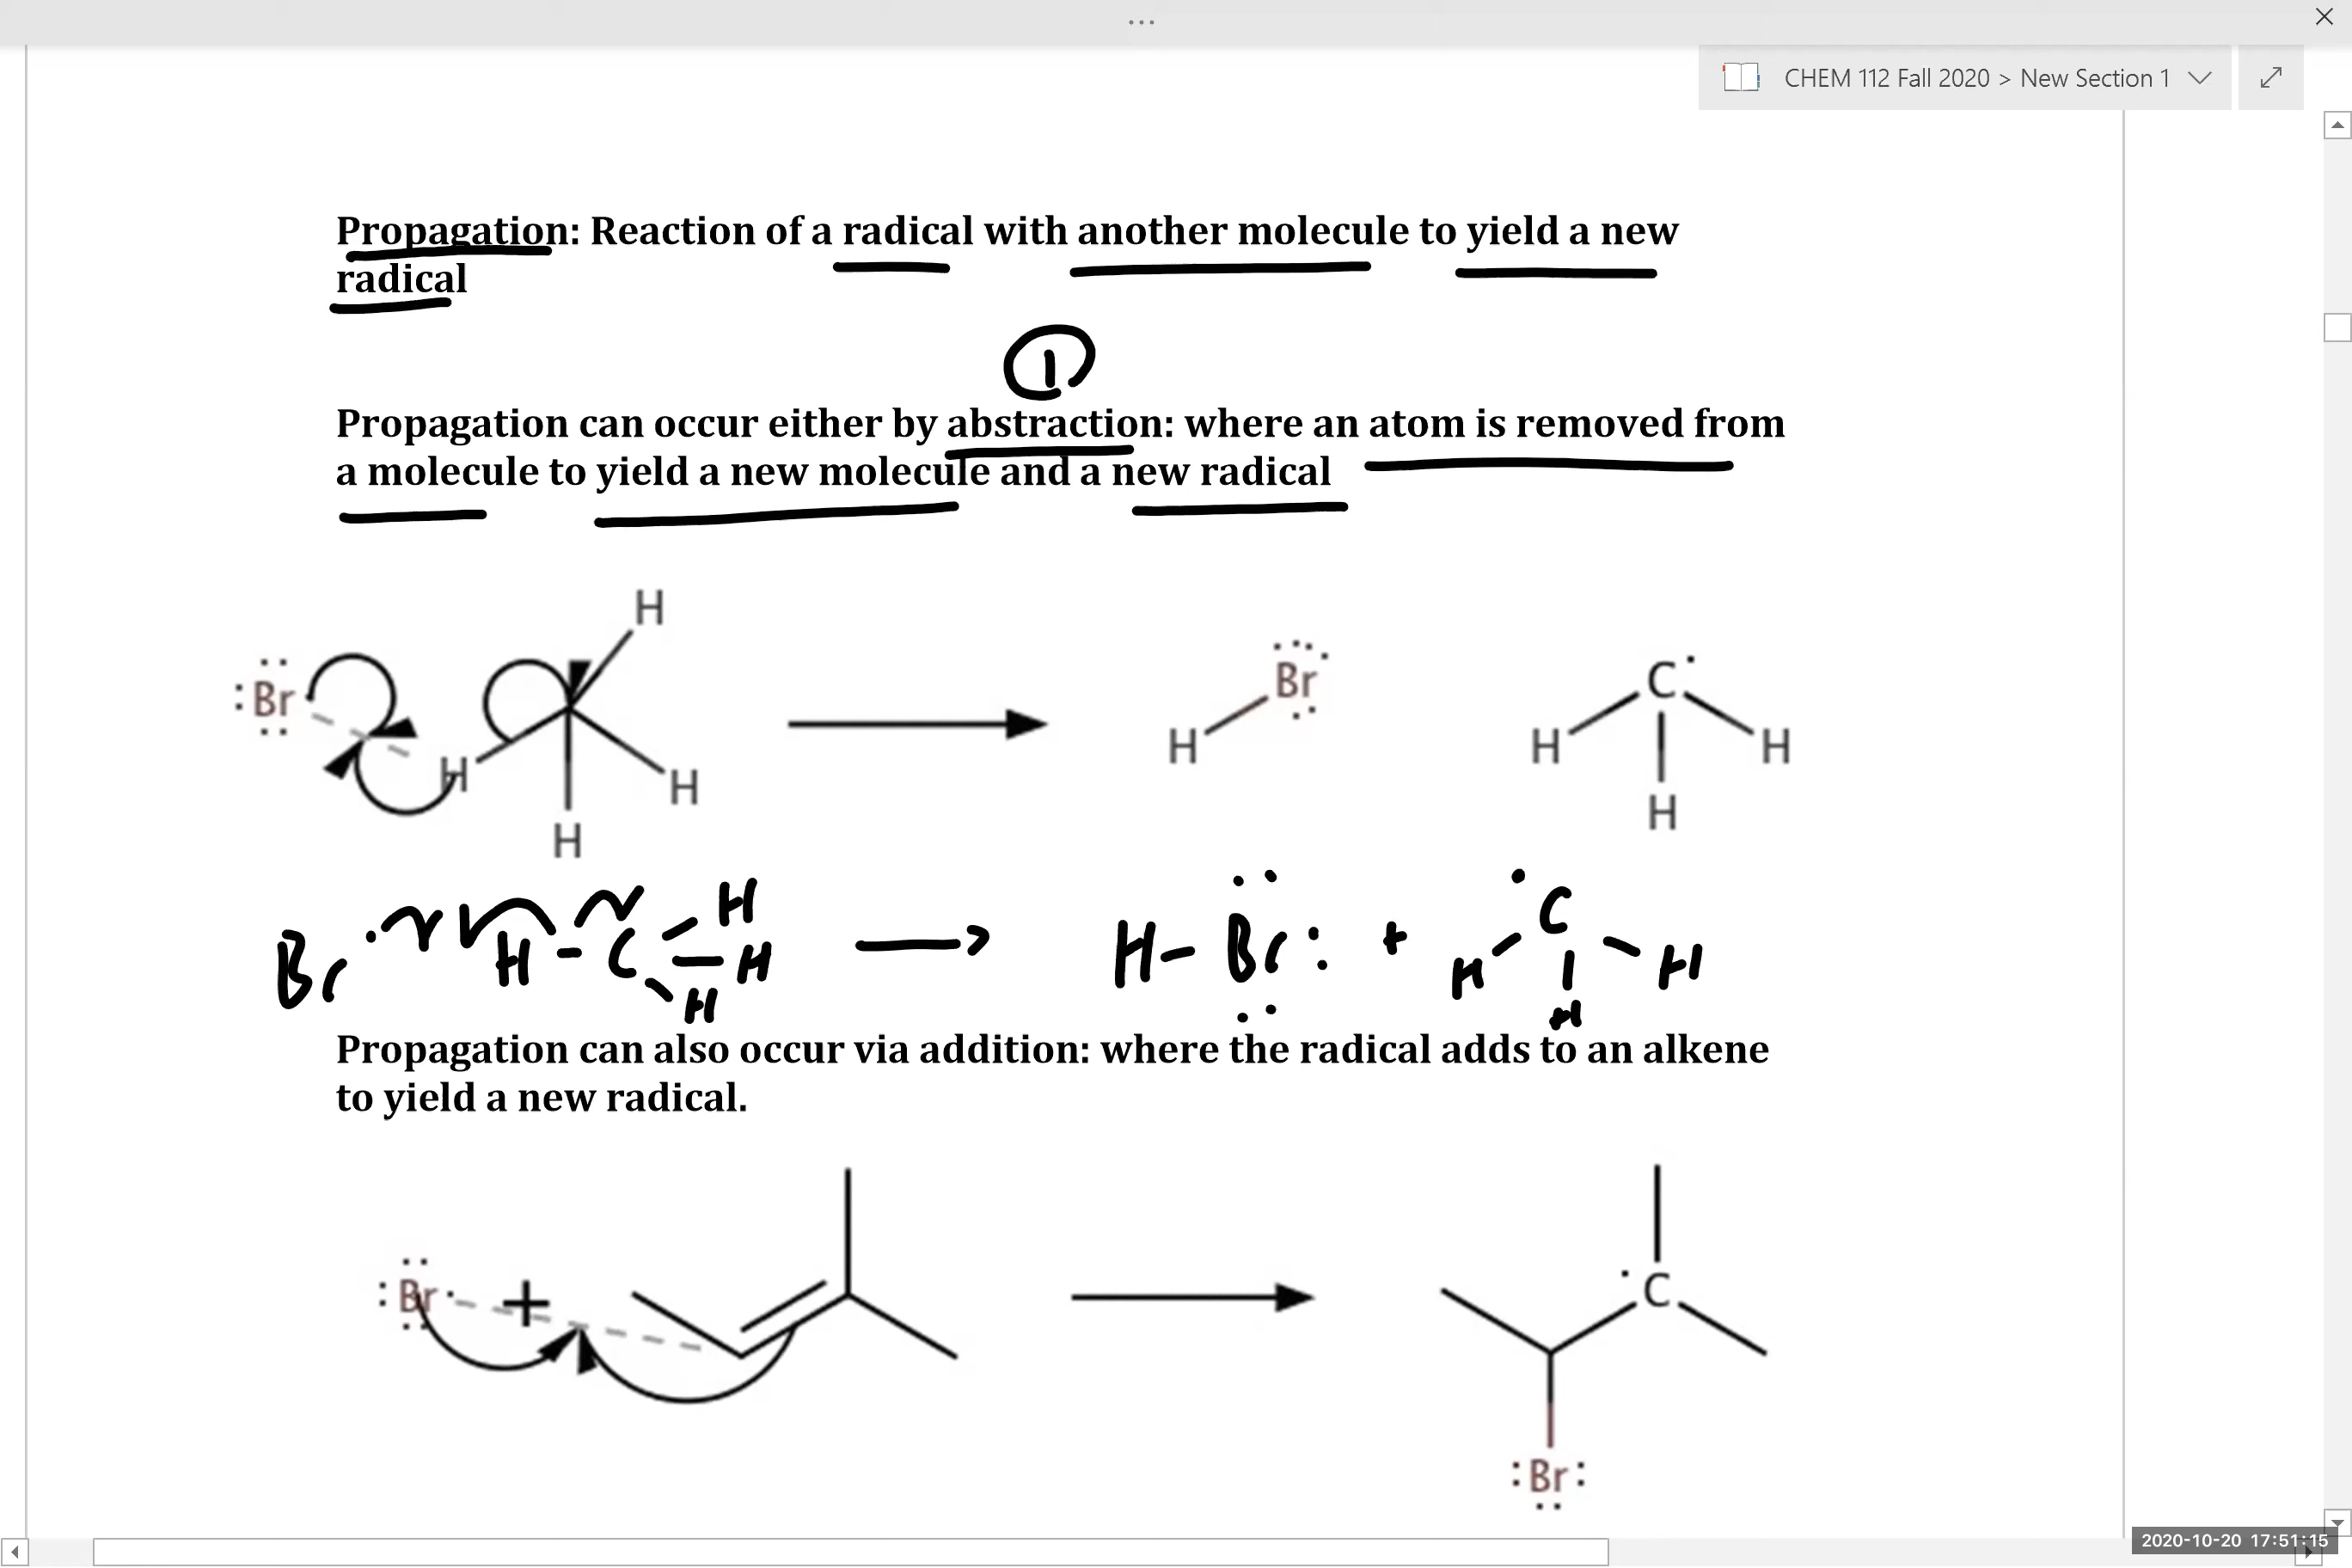 CHEM 112 Fall 2020 > New Section 1
Propagation: Reaction of a radical with another molecule to yield a new
radical
1
Propagation can occur either by abstraction: where an atom is removed from
a molecule to yield a new molecule and a new radical
H
:Br
H
H
H
Br
H
C
H
H
H
Br· H-C H H H → H-Br: + ·C H H H
Propagation can also occur via addition: where the radical adds to an alkene
to yield a new radical.
:Br· +
·C
:Br:
2020-10-20 17:51:15